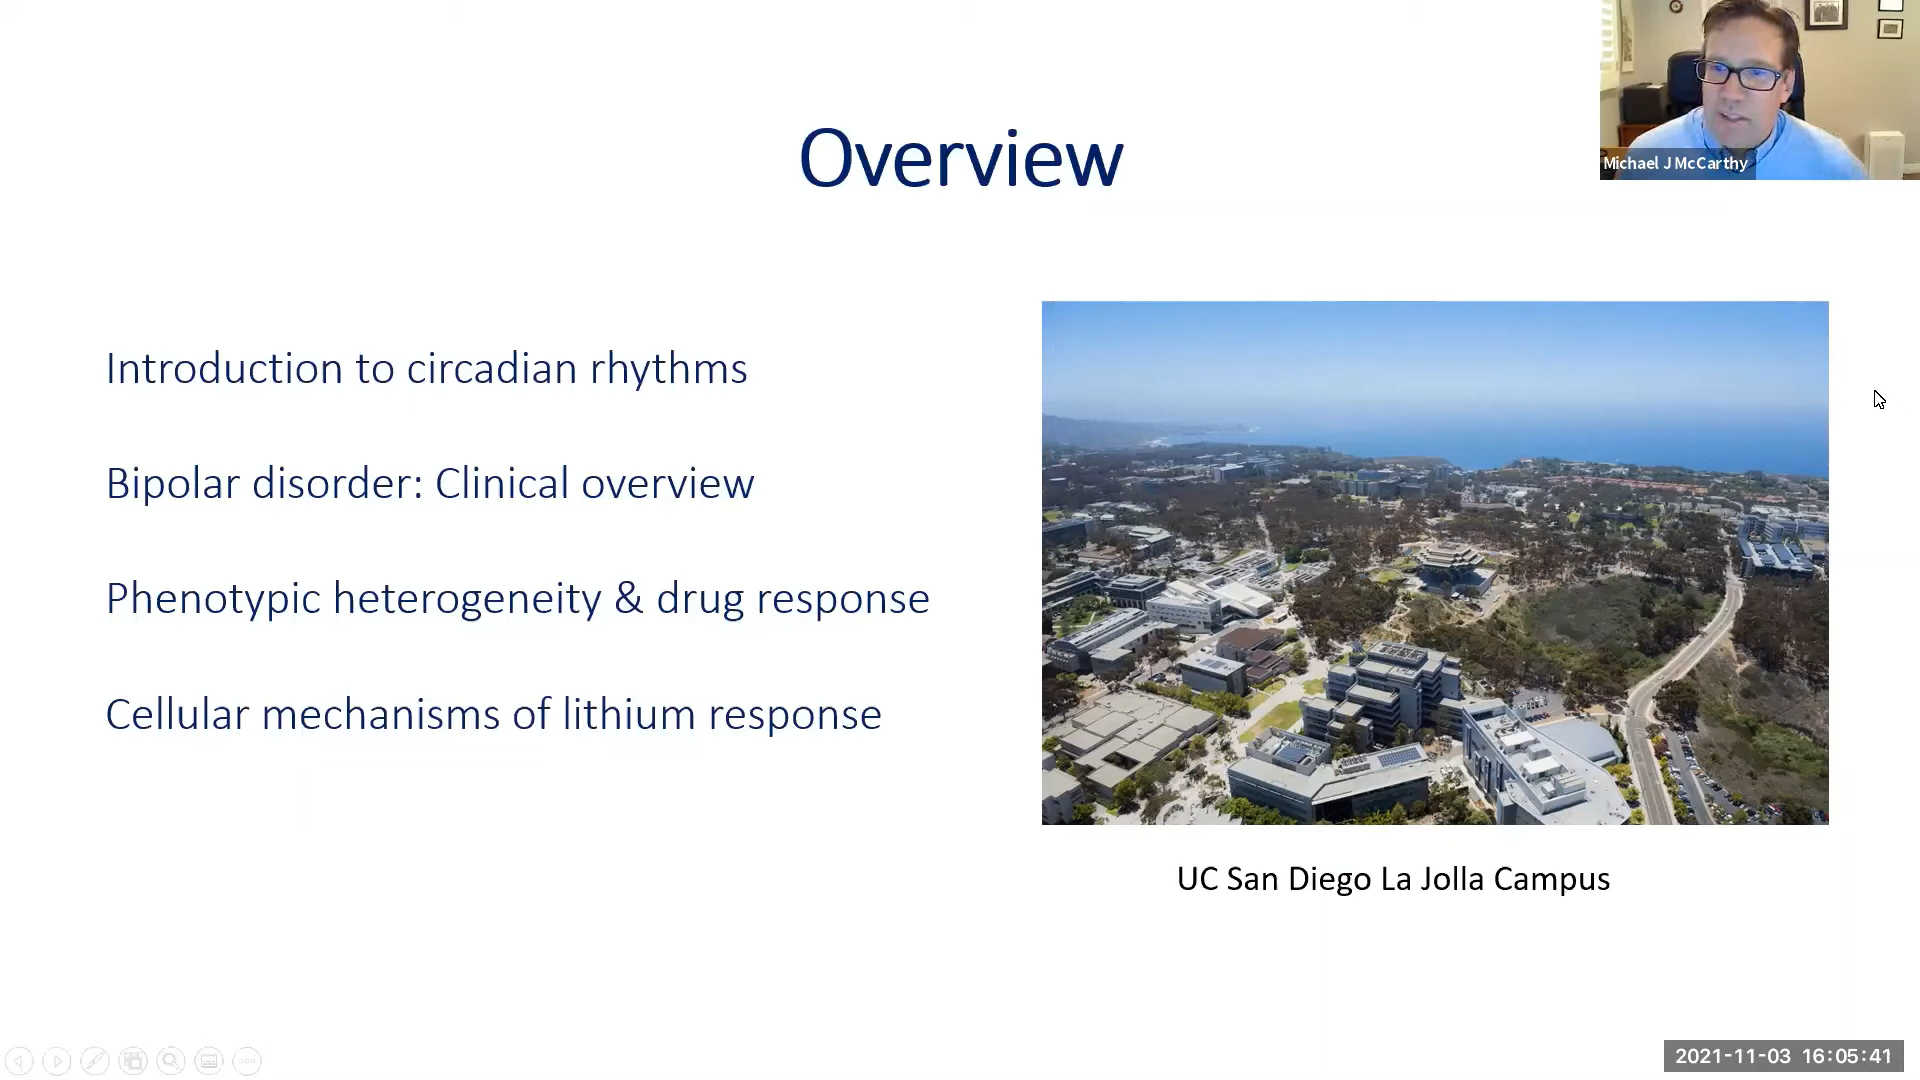 Overview
Michael J McCarthy
Introduction to circadian rhythms
Bipolar disorder: Clinical overview
Phenotypic heterogeneity & drug response
Cellular mechanisms of lithium response
UC San Diego La Jolla Campus
2021-11-03 16:05:41